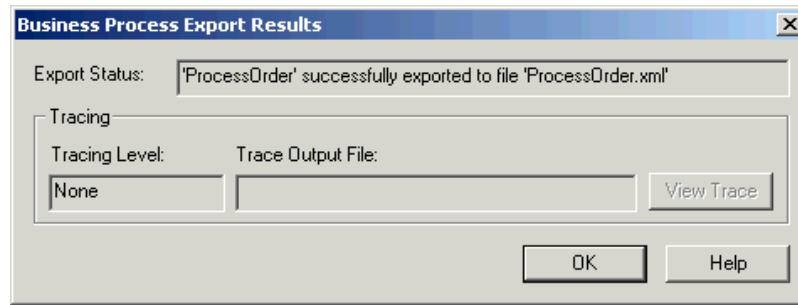 Business Process Export Results
Export Status: 'ProcessOrder' successfully exported to file 'ProcessOrder.xml'
Tracing
Tracing Level: Trace Output File:
None View Trace
OK Help